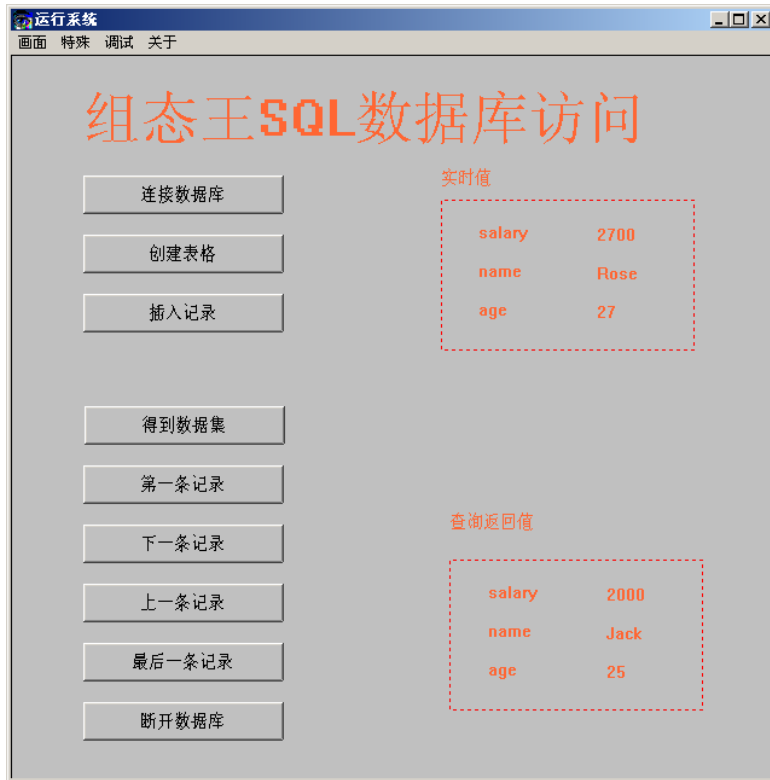 运行系统
画面 特殊 调试 关于
组态王SQL数据库访问
连接数据库
创建表格
插入记录
实时值
salary 2700
name Rose
age 27
得到数据集
第一条记录
下一条记录
上一条记录
最后一条记录
断开数据库
查询返回值
salary 2000
name Jack
age 25